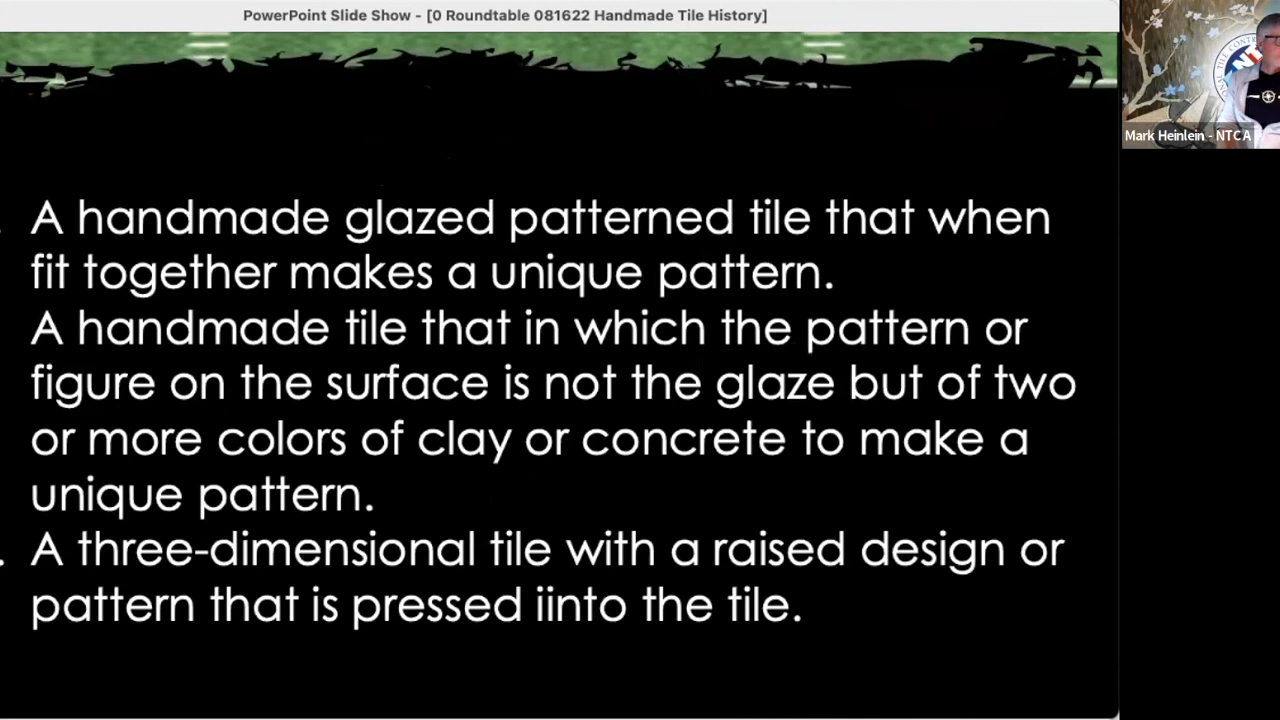 PowerPoint Slide Show - [0 Roundtable 081622 Handmade Tile History]
Mark Heinlein - NTCA
. A handmade glazed patterned tile that when
fit together makes a unique pattern.
A handmade tile that in which the pattern or
figure on the surface is not the glaze but of two
or more colors of clay or concrete to make a
unique pattern.
. A three-dimensional tile with a raised design or
pattern that is pressed iinto the tile.